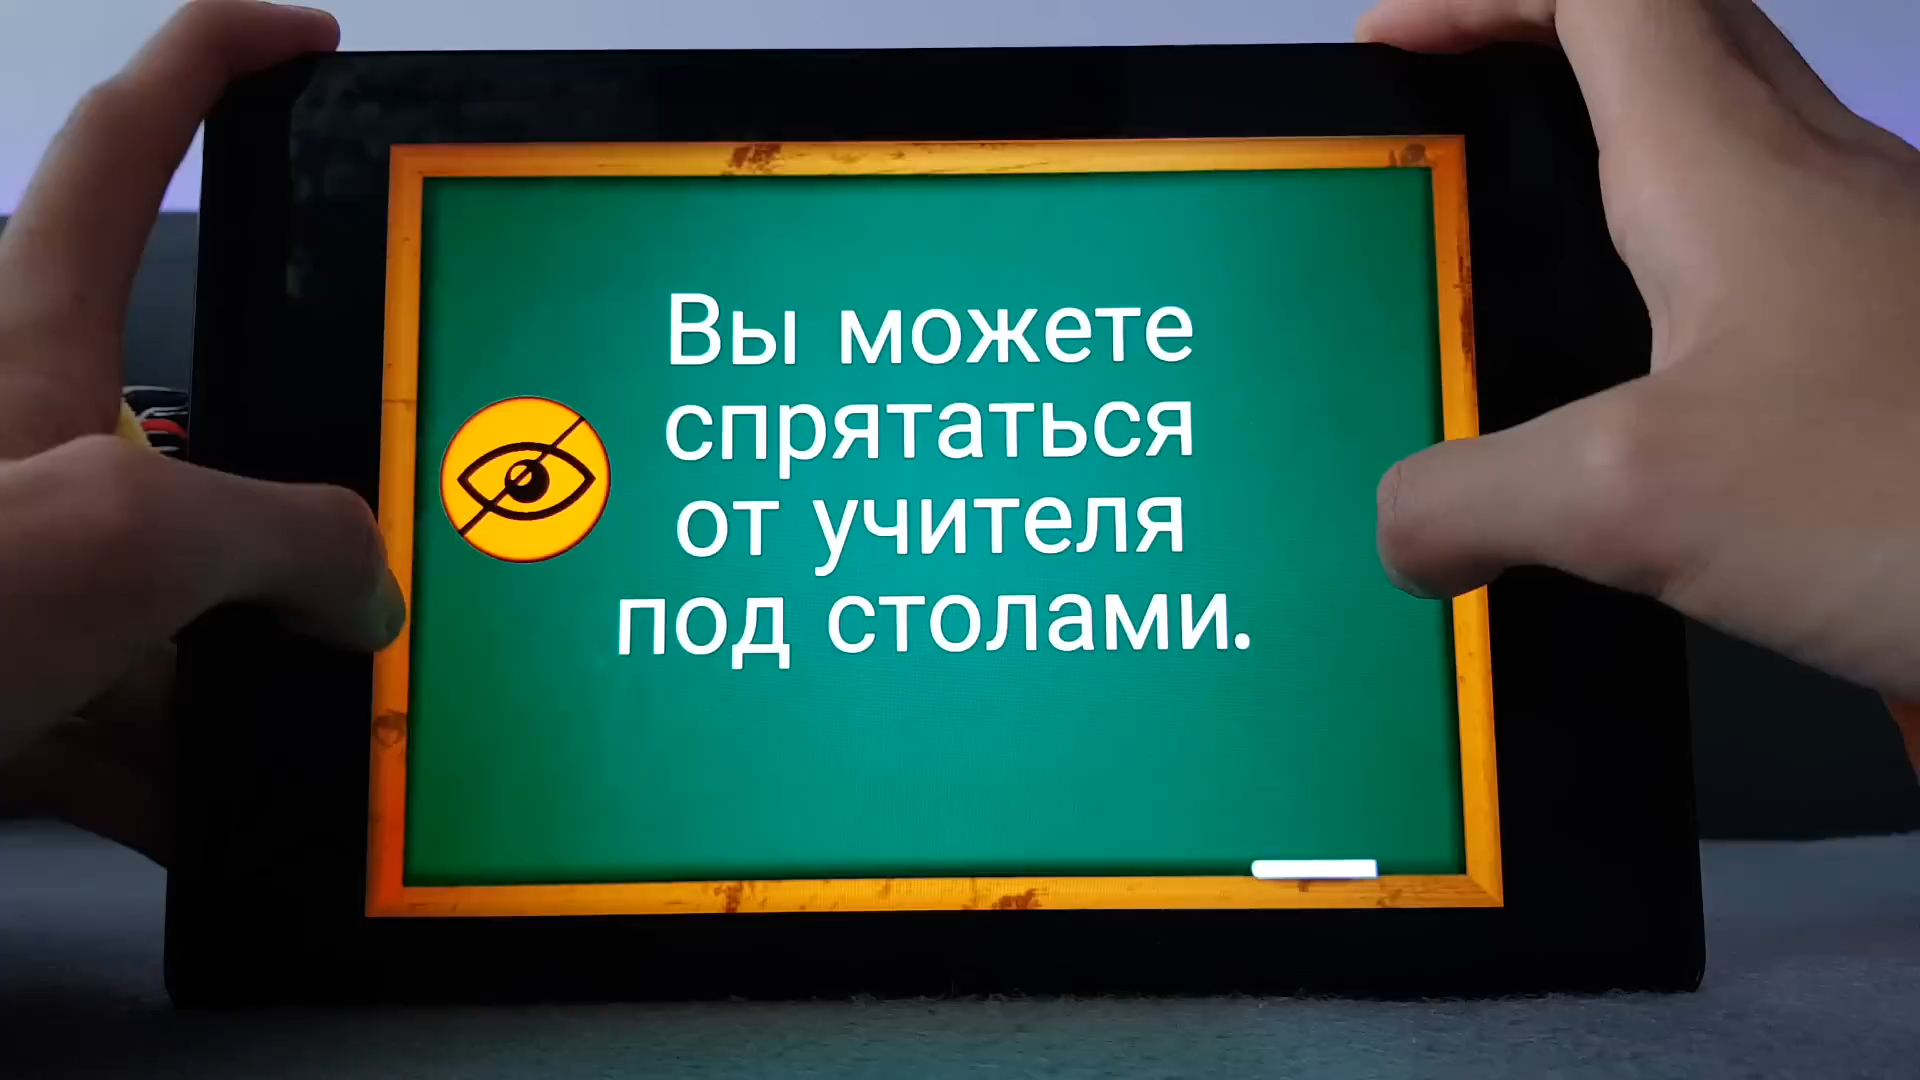 Вы можете
спрятаться
от учителя
под столами.